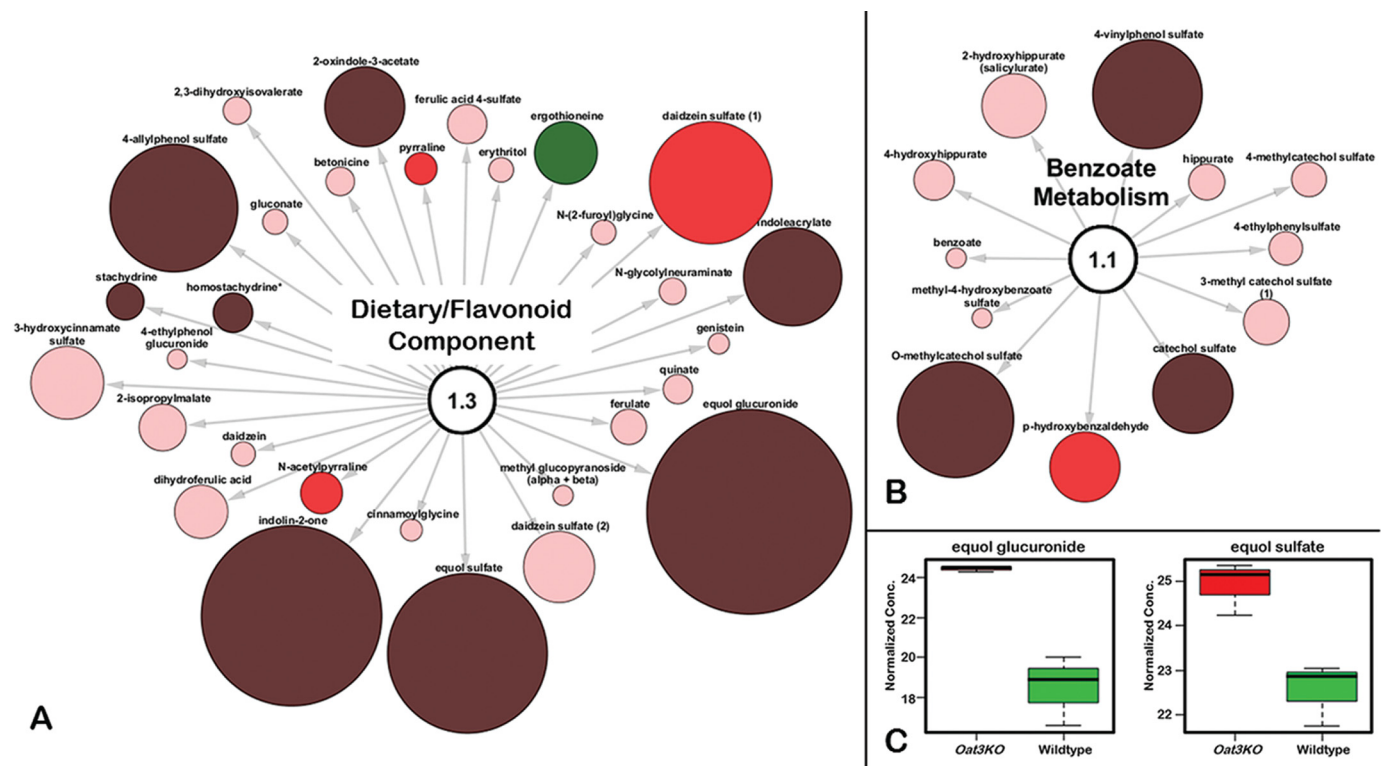 2-oxindole-3-acetate
2,3-dihydroxyisovalerate
ferulic acid 4-sulfate
ergothioneine
daidzein sulfate (1)
4-allylphenol sulfate
betonicine
pyrraline
erythritol
gluconate
N-(2-furoyl)glycine
indoleacrylate
stachydrine
homostachydrine*
N-glycolylneuraminate
Dietary/Flavonoid
Component
3-hydroxycinnamate
sulfate
4-ethylphenol
glucuronide
genistein
quinate
1.3
2-isopropylmalate
ferulate
equol glucuronide
daidzein
dihydroferulic acid
N-acetylpyrraline
methyl glucopyranoside
(alpha + beta)
indolin-2-one
cinnamoylglycine
daidzein sulfate (2)
equol sulfate
A
4-vinylphenol sulfate
2-hydroxyhippurate
(salicylurate)
4-hydroxyhippurate
Benzoate
Metabolism
hippurate
4-methylcatechol sulfate
4-ethylphenylsulfate
benzoate
1.1
methyl-4-hydroxybenzoate
sulfate
3-methyl catechol sulfate
(1)
O-methylcatechol sulfate
catechol sulfate
p-hydroxybenzaldehyde
B
equol glucuronide
Normalized Conc.
24
22
20
18
Oat3KO
Wildtype
equol sulfate
Normalized Conc.
25
24
23
22
Oat3KO
Wildtype
C